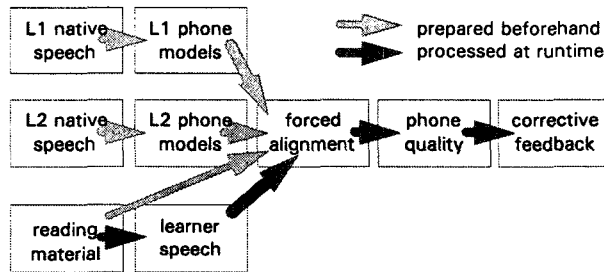 L1 native
speech
L1 phone
models
prepared beforehand
processed at runtime
L2 native
speech
L2 phone
models
forced
alignment
phone
quality
corrective
feedback
reading
material
learner
speech